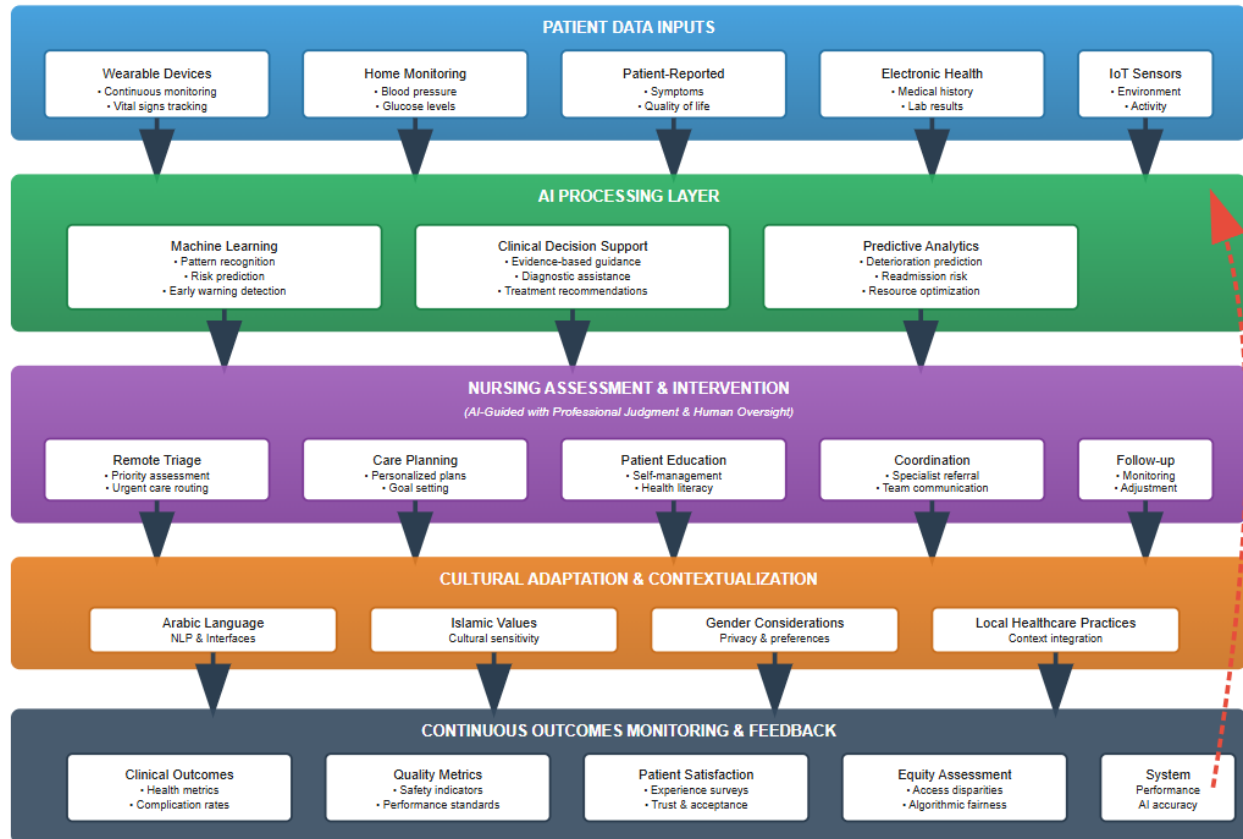 PATIENT DATA INPUTS
Wearable Devices
• Continuous monitoring
• Vital signs tracking
Home Monitoring
• Blood pressure
• Glucose levels
Patient-Reported
• Symptoms
• Quality of life
Electronic Health
• Medical history
• Lab results
IoT Sensors
• Environment
• Activity
AI PROCESSING LAYER
Machine Learning
• Pattern recognition
• Risk prediction
• Early warning detection
Clinical Decision Support
• Evidence-based guidance
• Diagnostic assistance
• Treatment recommendations
Predictive Analytics
• Deterioration prediction
• Readmission risk
• Resource optimization
NURSING ASSESSMENT & INTERVENTION
(AI-Guided with Professional Judgment & Human Oversight)
Remote Triage
• Priority assessment
• Urgent care routing
Care Planning
• Personalized plans
• Goal setting
Patient Education
• Self-management
• Health literacy
Coordination
• Specialist referral
• Team communication
Follow-up
• Monitoring
• Adjustment
CULTURAL ADAPTATION & CONTEXTUALIZATION
Arabic Language
NLP & Interfaces
Islamic Values
Cultural sensitivity
Gender Considerations
Privacy & preferences
Local Healthcare Practices
Context integration
CONTINUOUS OUTCOMES MONITORING & FEEDBACK
Clinical Outcomes
• Health metrics
• Complication rates
Quality Metrics
• Safety indicators
• Performance standards
Patient Satisfaction
• Experience surveys
• Trust & acceptance
Equity Assessment
• Access disparities
• Algorithmic fairness
System
Performance
AI accuracy